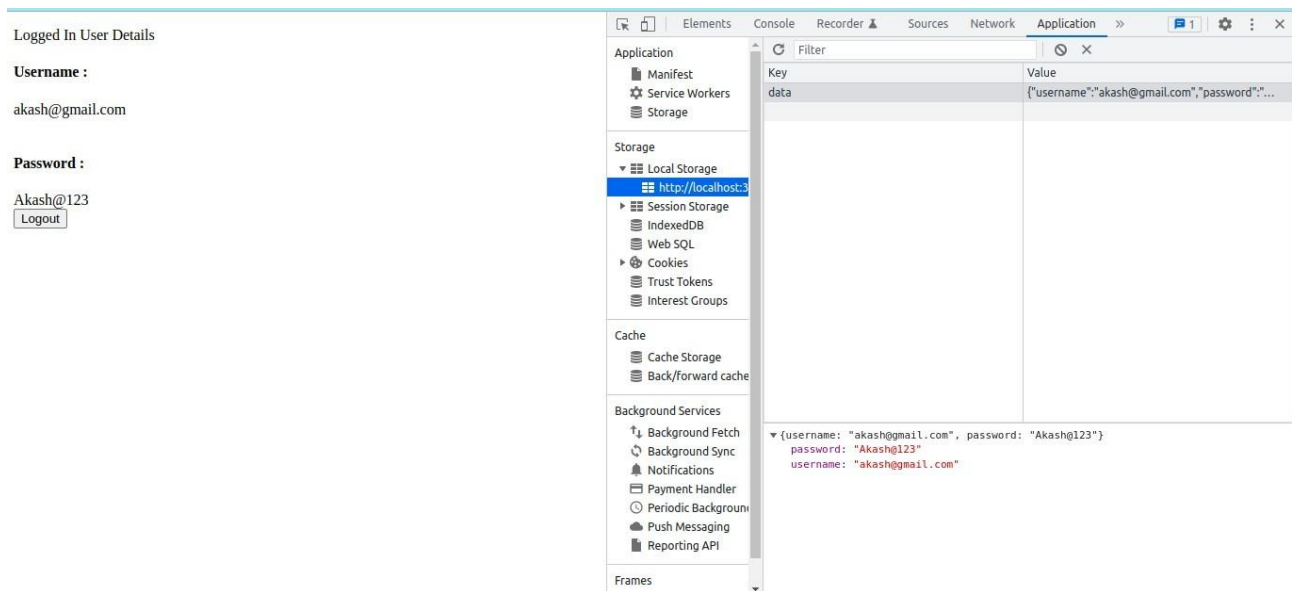 Logged In User Details
Username :
akash@gmail.com
Password :
Akash@123
Logout
Elements Console Recorder Sources Network Application » 1
Application
Manifest
Service Workers
Storage
Storage
Local Storage
http://localhost:3
Session Storage
IndexedDB
Web SQL
Cookies
Trust Tokens
Interest Groups
Cache
Cache Storage
Back/forward cache
Background Services
Background Fetch
Background Sync
Notifications
Payment Handler
Periodic Backgroun
Push Messaging
Reporting API
Frames
Filter
Key Value
data {"username":"akash@gmail.com","password":"...
{username: "akash@gmail.com", password: "Akash@123"}
password: "Akash@123"
username: "akash@gmail.com"